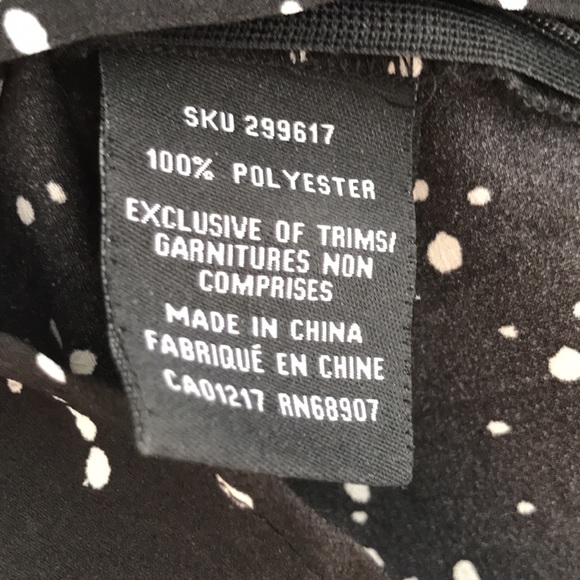 SKU 299617
100% POLYESTER
EXCLUSIVE OF TRIMS/
GARNITURES NON
COMPRISES
MADE IN CHINA
FABRIQUÉ EN CHINE
CA01217 RN68907